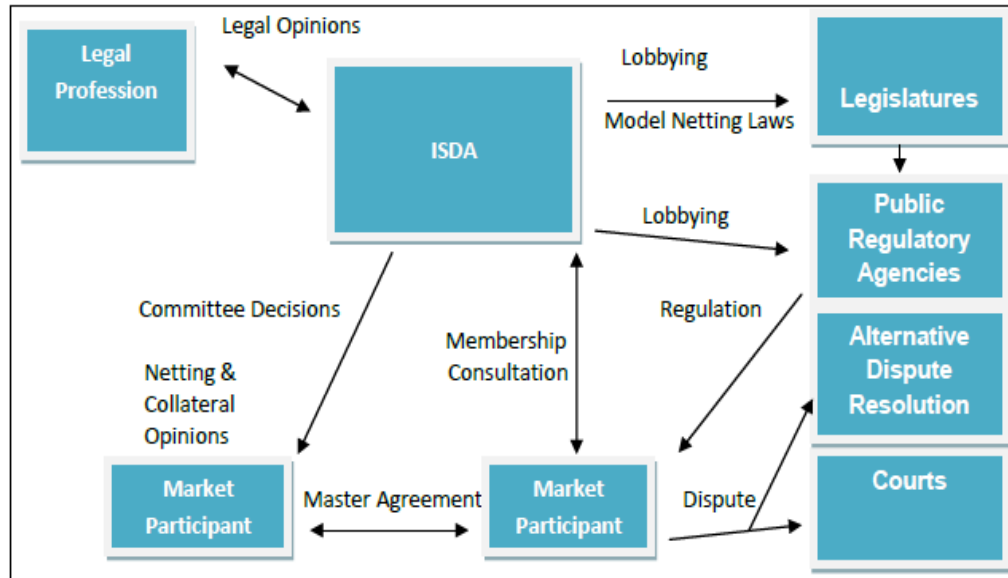 Legal
Profession
Legal Opinions
ISDA
Lobbying
Model Netting Laws
Legislatures
Lobbying
Public
Regulatory
Agencies
Committee Decisions
Netting &
Collateral
Opinions
Membership
Consultation
Regulation
Alternative
Dispute
Resolution
Market
Participant
Master Agreement
Market
Participant
Dispute
Courts